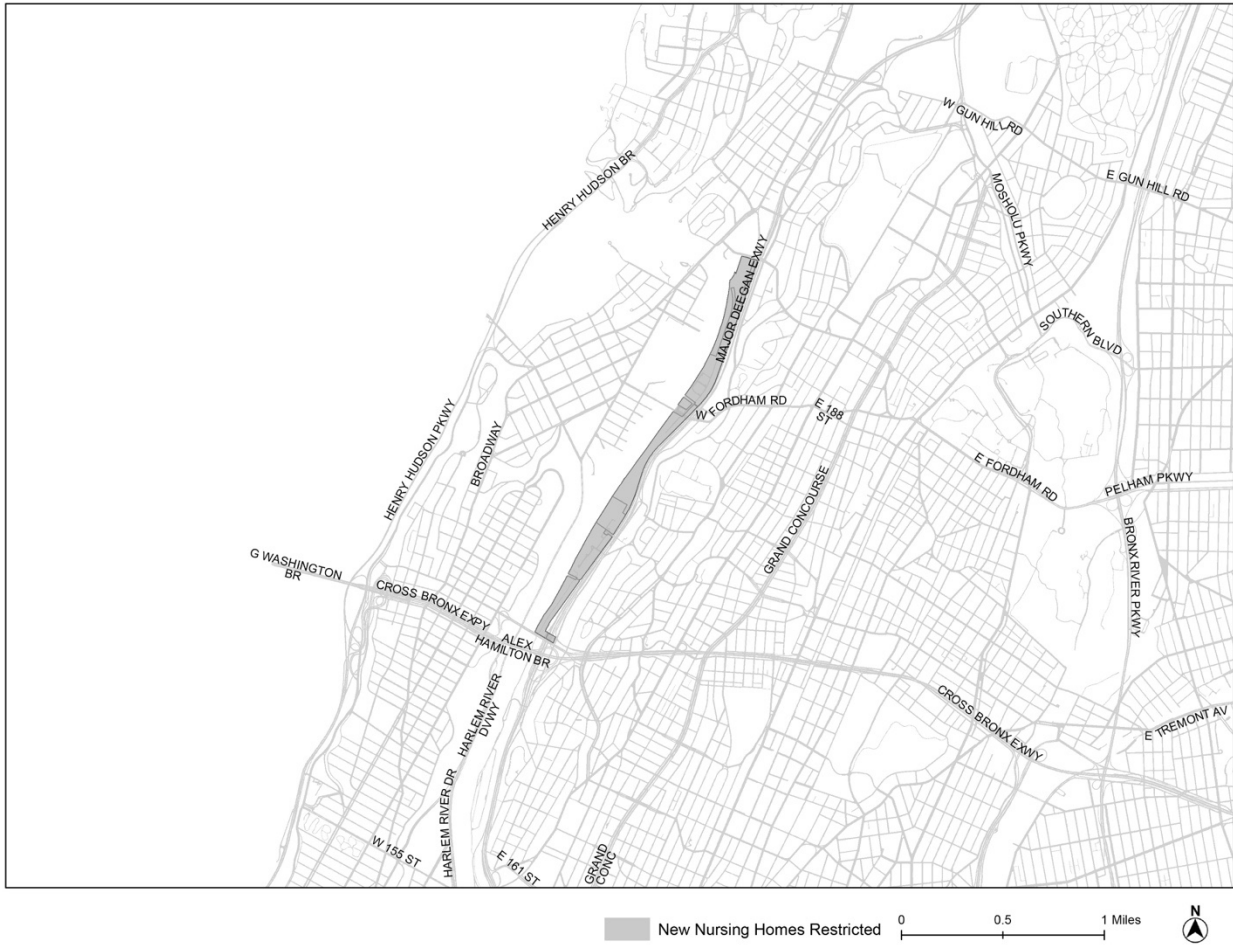 W GUN HILL RD
E GUN HILL RD
HENRY HUDSON BR
MOSHOLU PKWY
MAJOR DEEGAN EXWY
SOUTHERN BLVD
W FORDHAM RD
E 188
ST
HENRY HUDSON PKWY
BROADWAY
E FORDHAM RD
PELHAM PKWY
GRAND CONCOURSE
BRONX RIVER PKWY
G WASHINGTON
BR
CROSS BRONX EXPY
ALEX
HAMILTON BR
HARLEM RIVER
DVWY
CROSS BRONX EXWY
E TREMONT AV
HARLEM RIVER DR
W 155 ST
E 161 ST
GRAND
CONC
New Nursing Homes Restricted
0 0.5 1 Miles
N